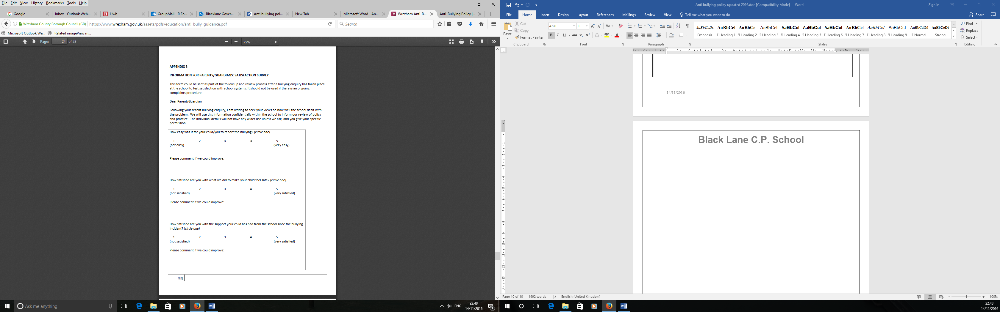 File Edit View History Bookmarks Tools Help
Google
Inbox - Outlook Web...
Hwb
GroupMail - R Fo...
Blacklane Gover...
Anti bullying pol...
New Tab
Microsoft Word - An...
Wrexham Anti-B...
Anti-Bullying Policy |...
Wrexham County Borough Council (GB)
https://www.wrexham.gov.uk/assets/pdfs/education/anti_bully_guidance.pdf
Search
Microsoft Outlook We...
Related imageView m...
Page: 24 of 28
75%
APPENDIX 3
INFORMATION FOR PARENTS/GUARDIANS: SATISFACTION SURVEY
This form could be sent as part of the follow up and review process after a bullying enquiry has taken place
at the school to test satisfaction with school systems. It should not be used if there is an ongoing
complaints procedure.
Dear Parent/Guardian
Following your recent bullying enquiry, I am writing to seek your views on how well the school dealt with
the problem. We will use this information confidentially within the school to inform our review of policy
and practice. The individual details will not have any wider use unless we ask, and you give your specific
permission.
How easy was it for your child/you to report the bullying? (circle one)
1 2 3 4 5
(not easy) (very easy)
Please comment if we could improve:
How satisfied are you with what we did to make your child feel safe? (circle one)
1 2 3 4 5
(not satisfied) (very satisfied)
Please comment if we could improve:
How satisfied are you with the support your child has had from the school since the bullying
incident? (circle one)
1 2 3 4 5
(not satisfied) (very satisfied)
Please comment if we could improve:
24
Ask me anything
ENG
22:48
14/11/2016
1
Anti bullying policy updated 2016.doc [Compatibility Mode] - Word
Sign in
File Home Insert Design Layout References Mailings Review View Tell me what you want to do
Share
Paste
Cut
Copy
Format Painter
Clipboard
Arial 11
Font
Paragraph
AaBbCcDc AaBbCcI AaBbCcI AaBbCcI AaBbCcI AaBbCcI AaBbCcI AaBbCcI AaBbCcL AaBbCcD AaBbCcDd AaBbCcDd
Emphasis ¶ Heading 1 ¶ Heading 2 ¶ Heading 3 ¶ Heading 4 ¶ Heading 5 ¶ Heading 6 ¶ Heading 7 ¶ Heading 8 ¶ Heading 9 ¶ Normal Strong
Styles
Find
Replace
Select
Editing
14/11/2016
Black Lane C.P. School
Page 10 of 10
1992 words
English (United Kingdom)
100%
22:48
14/11/2016